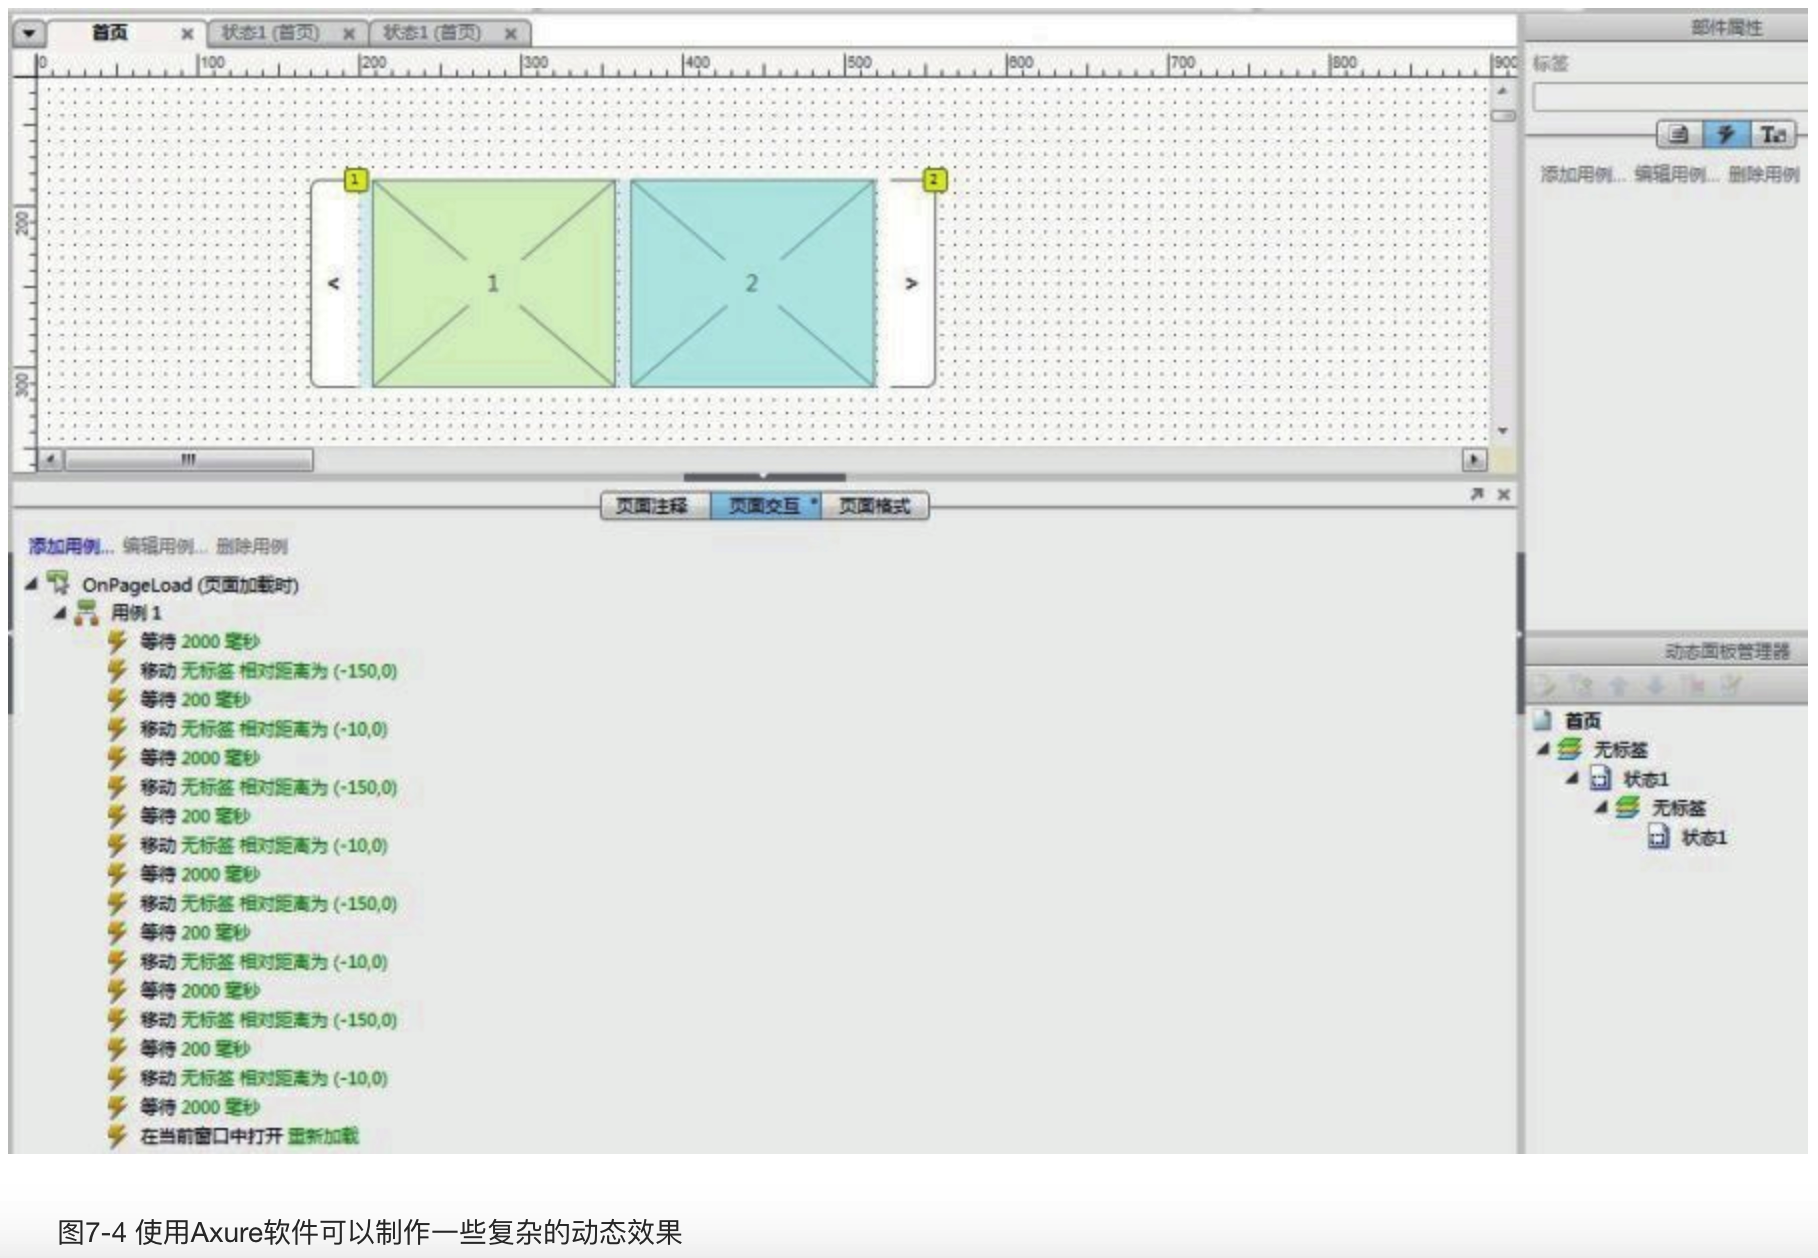 首页
状态1 (首页)
状态1 (首页)
0 100 200 300 400 500 600 700 800 900
200
300
1
2
<
1
2
>
部件属性
标签
添加用例... 编辑用例... 删除用例
页面注释
页面交互*
页面格式
添加用例... 编辑用例... 删除用例
OnPageLoad (页面加载时)
用例 1
等待 2000 毫秒
移动 无标签 相对距离为 (-150,0)
等待 200 毫秒
移动 无标签 相对距离为 (-10,0)
等待 2000 毫秒
移动 无标签 相对距离为 (-150,0)
等待 200 毫秒
移动 无标签 相对距离为 (-10,0)
等待 2000 毫秒
移动 无标签 相对距离为 (-150,0)
等待 200 毫秒
移动 无标签 相对距离为 (-10,0)
等待 2000 毫秒
移动 无标签 相对距离为 (-150,0)
等待 200 毫秒
移动 无标签 相对距离为 (-10,0)
等待 2000 毫秒
在当前窗口中打开 重新加载
动态面板管理器
首页
无标签
状态1
无标签
状态1
图7-4 使用Axure软件可以制作一些复杂的动态效果